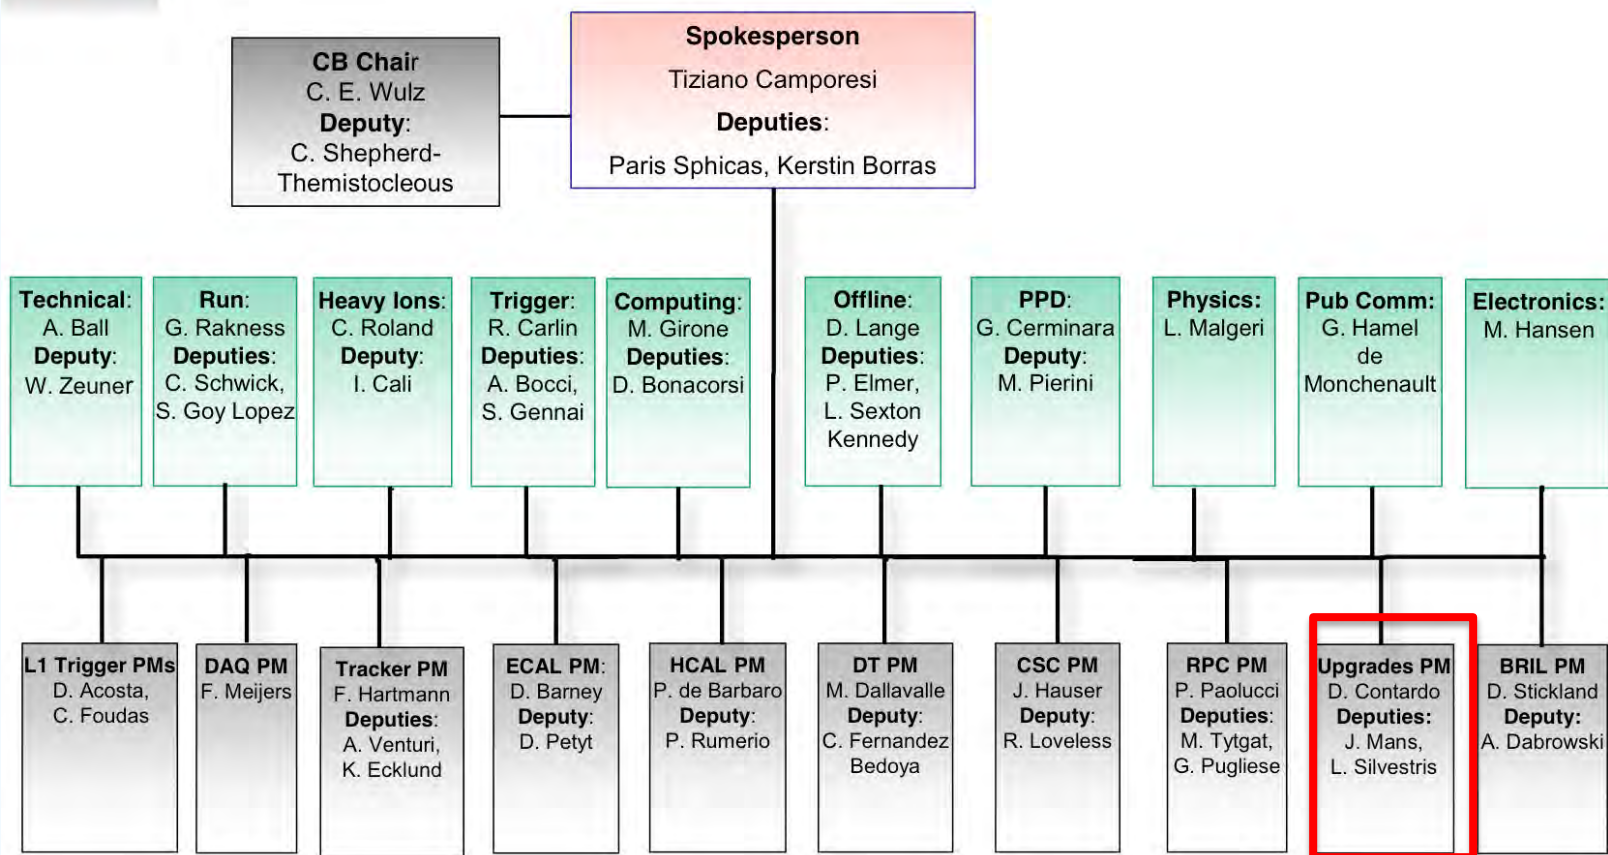 CB Chair
C. E. Wulz
Deputy:
C. Shepherd-
Themistocleous
Spokesperson
Tiziano Camporesi
Deputies:
Paris Sphicas, Kerstin Borras
Technical:
A. Ball
Deputy:
W. Zeuner
Run:
G. Rakness
Deputies:
C. Schwick,
S. Goy Lopez
Heavy Ions:
C. Roland
Deputy:
I. Cali
Trigger:
R. Carlin
Deputies:
A. Bocci,
S. Gennai
Computing:
M. Girone
Deputies:
D. Bonacorsi
Offline:
D. Lange
Deputies:
P. Elmer,
L. Sexton
Kennedy
PPD:
G. Cerminara
Deputy:
M. Pierini
Physics:
L. Malgeri
Pub Comm:
G. Hamel
de
Monchenault
Electronics:
M. Hansen
L1 Trigger PMs
D. Acosta,
C. Foudas
DAQ PM
F. Meijers
Tracker PM
F. Hartmann
Deputies:
A. Venturi,
K. Ecklund
ECAL PM:
D. Barney
Deputy:
D. Petyt
HCAL PM
P. de Barbaro
Deputy:
P. Rumerio
DT PM
M. Dallavalle
Deputy:
C. Fernandez
Bedoya
CSC PM
J. Hauser
Deputy:
R. Loveless
RPC PM
P. Paolucci
Deputies:
M. Tytgat,
G. Pugliese
Upgrades PM
D. Contardo
Deputies:
J. Mans,
L. Silvestris
BRIL PM
D. Stickland
Deputy:
A. Dabrowski